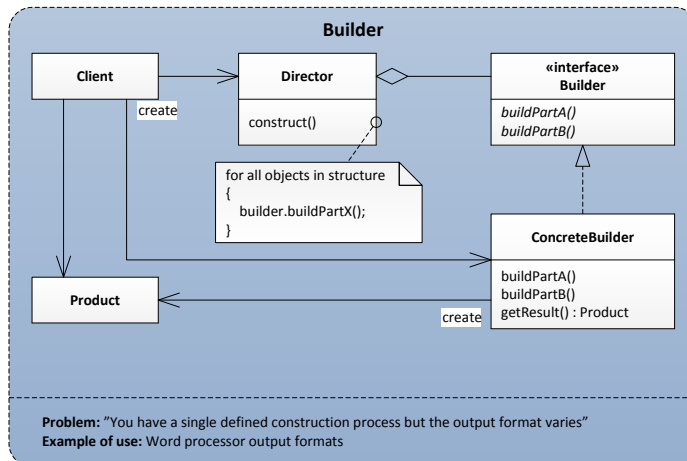 Builder
Client
Director
«interface»
Builder
create
construct()
buildPartA()
buildPartB()
for all objects in structure
{
builder.buildPartX();
}
ConcreteBuilder
Product
buildPartA()
buildPartB()
getResult() : Product
create
Problem: ”You have a single defined construction process but the output format varies”
Example of use: Word processor output formats